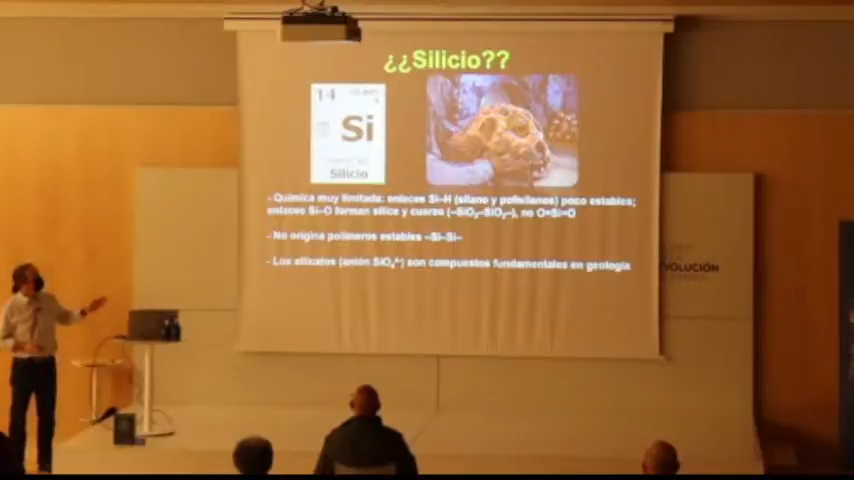 ¿¿Silicio??
14
Si
Silicio
- Química muy limitada: enlaces Si–H (silano y polisilanos) poco estables;
enlaces Si–O forman sílice y cuarzo (–SiO₂–SiO₂–), no O=Si=O
- No origina polímeros estables –Si–Si–
- Los silicatos (anión SiO₄⁴⁻) son compuestos fundamentales en geología
VOLUCIÓN